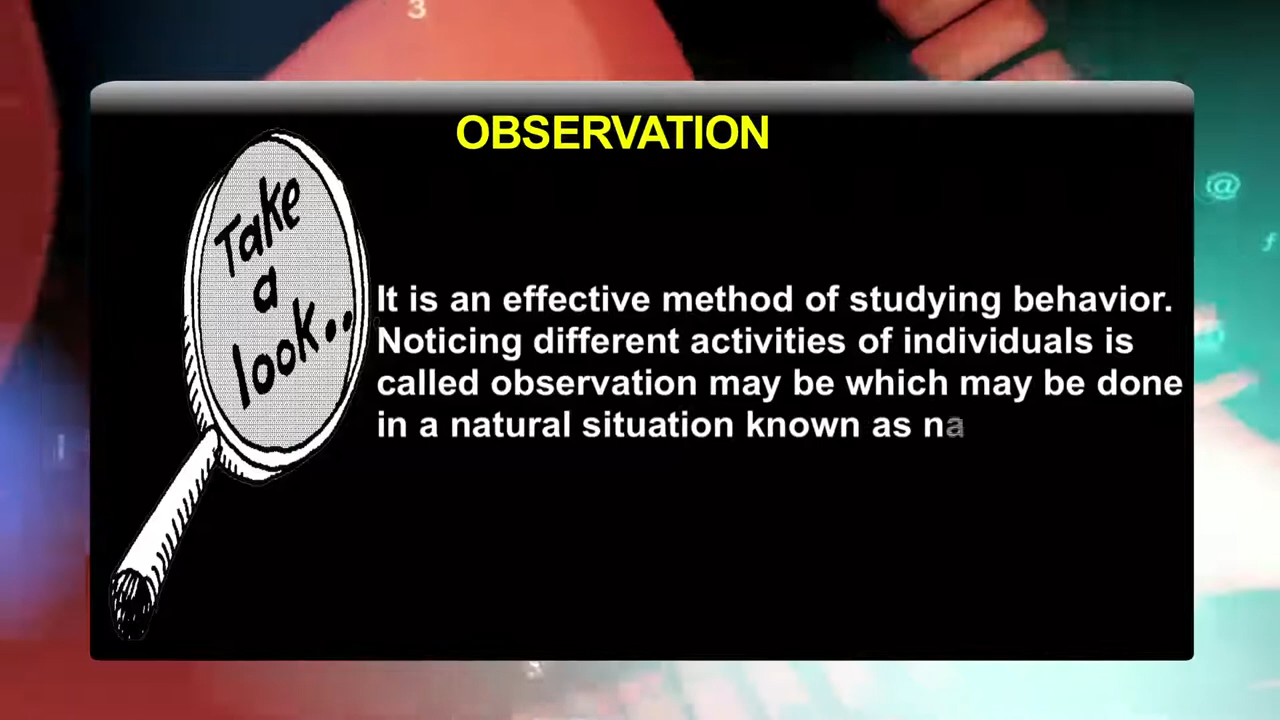 3
OBSERVATION
@
Take
a
look..
It is an effective method of studying behavior.
Noticing different activities of individuals is
called observation may be which may be done
in a natural situation known as na